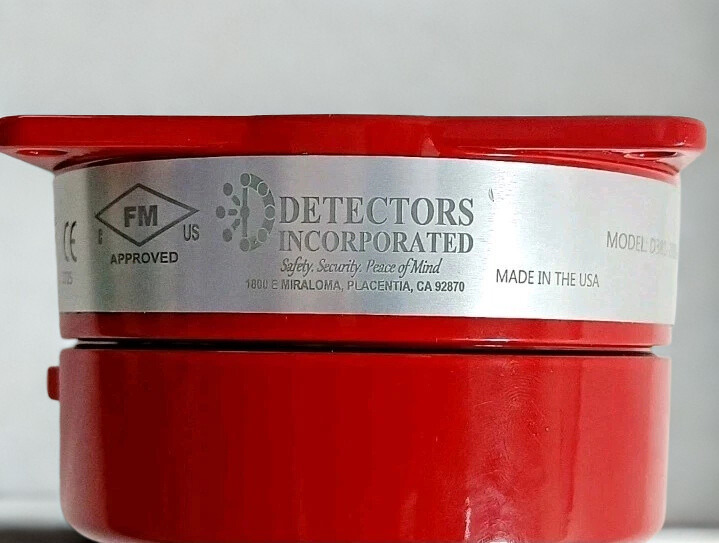 CE
FM
c US
APPROVED
DETECTORS
INCORPORATED
Safety. Security. Peace of Mind
1800 E MIRALOMA, PLACENTIA, CA 92870
MADE IN THE USA
MODEL: